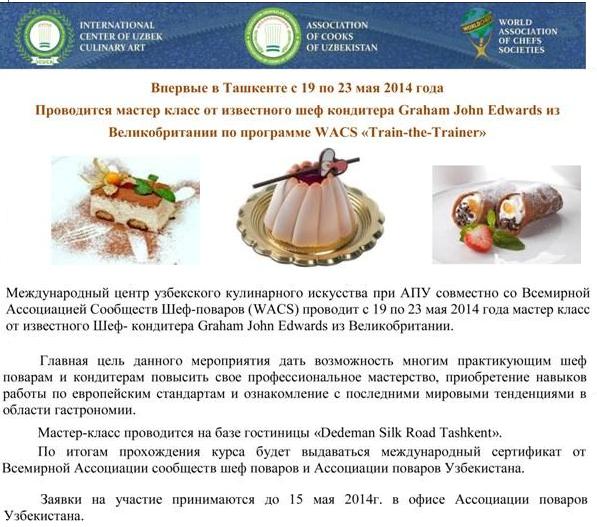 INTERNATIONAL
CENTER OF UZBEK
CULINARY ART
ASSOCIATION
OF COOKS
OF UZBEKISTAN
WORLD
ASSOCIATION
OF CHEFS
SOCIETIES
Впервые в Ташкенте с 19 по 23 мая 2014 года
Проводится мастер класс от известного шеф кондитера Graham John Edwards из
Великобритании по программе WACS «Train-the-Trainer»
Международный центр узбекского кулинарного искусства при АПУ совместно со Всемирной
Ассоциацией Сообществ Шеф-поваров (WACS) проводит с 19 по 23 мая 2014 года мастер класс
от известного Шеф- кондитера Graham John Edwards из Великобритании.
Главная цель данного мероприятия дать возможность многим практикующим шеф
поварам и кондитерам повысить свое профессиональное мастерство, приобретение навыков
работы по европейским стандартам и ознакомление с последними мировыми тенденциями в
области гастрономии.
Мастер-класс проводится на базе гостиницы «Dedeman Silk Road Tashkent».
По итогам прохождения курса будет выдаваться международный сертификат от
Всемирной Ассоциации сообществ шеф поваров и Ассоциации поваров Узбекистана.
Заявки на участие принимаются до 15 мая 2014г. в офисе Ассоциации поваров
Узбекистана.